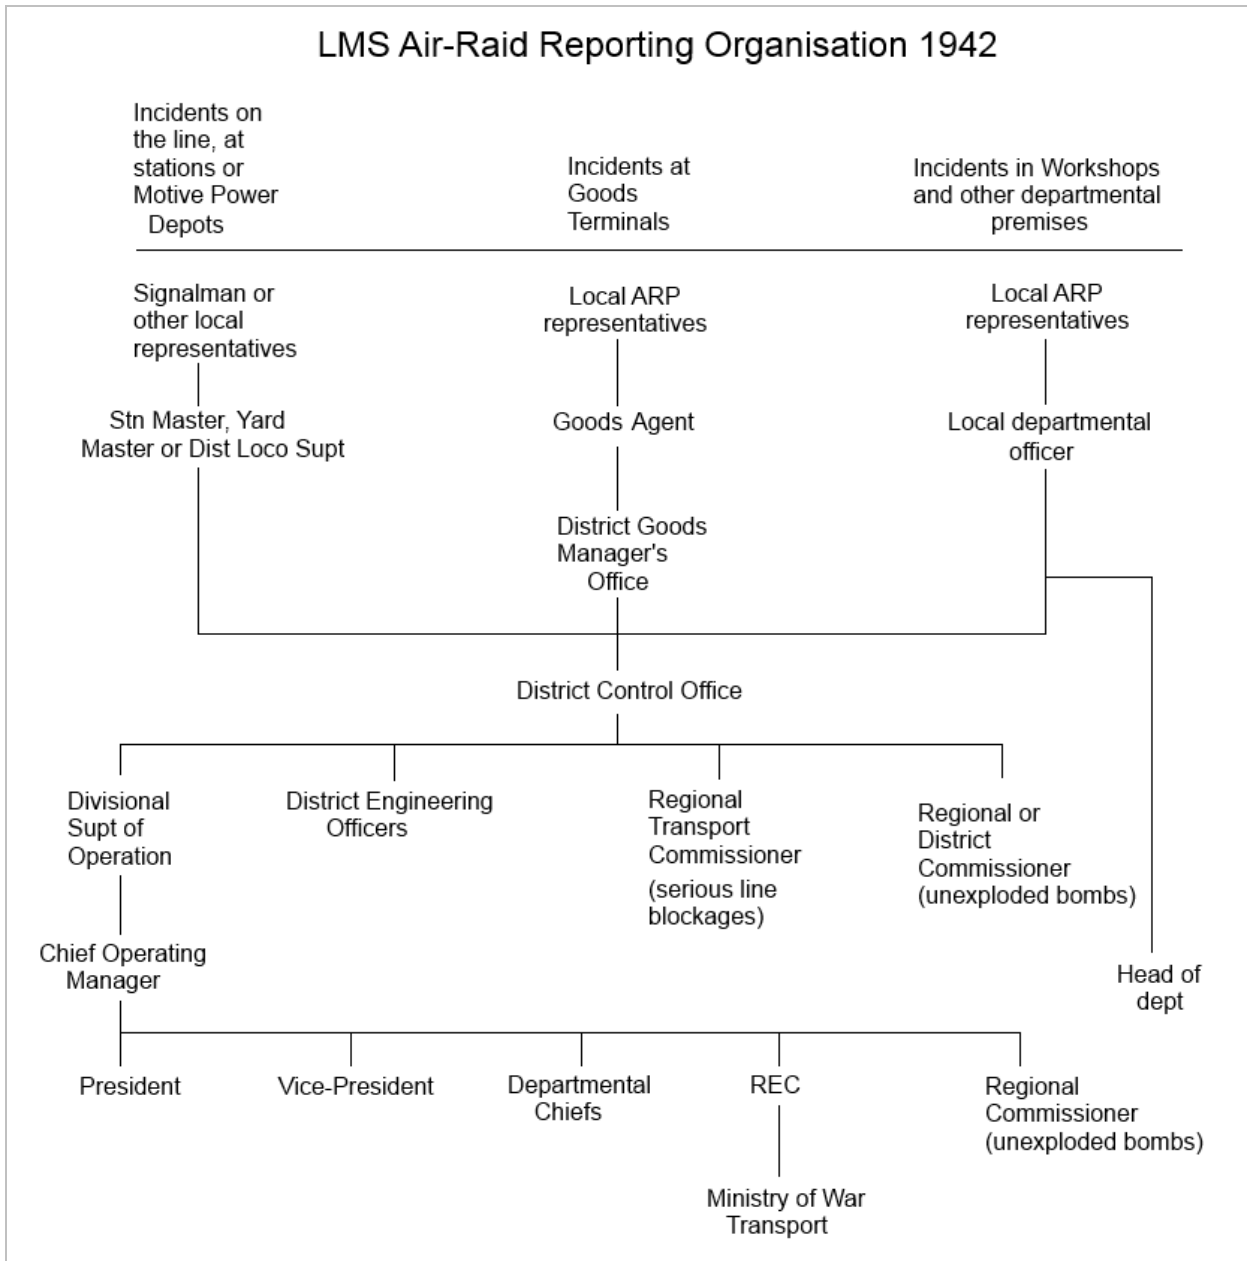 LMS Air-Raid Reporting Organisation 1942
Incidents on
the line, at
stations or
Motive Power
Depots
Incidents at
Goods
Terminals
Incidents in Workshops
and other departmental
premises
Signalman or
other local
representatives
Local ARP
representatives
Local ARP
representatives
Stn Master, Yard
Master or Dist Loco Supt
Goods Agent
Local departmental
officer
District Goods
Manager's
Office
District Control Office
Divisional
Supt of
Operation
District Engineering
Officers
Regional
Transport
Commissioner
(serious line
blockages)
Regional or
District
Commissioner
(unexploded bombs)
Chief Operating
Manager
Head of
dept
President
Vice-President
Departmental
Chiefs
REC
Regional
Commissioner
(unexploded bombs)
Ministry of War
Transport